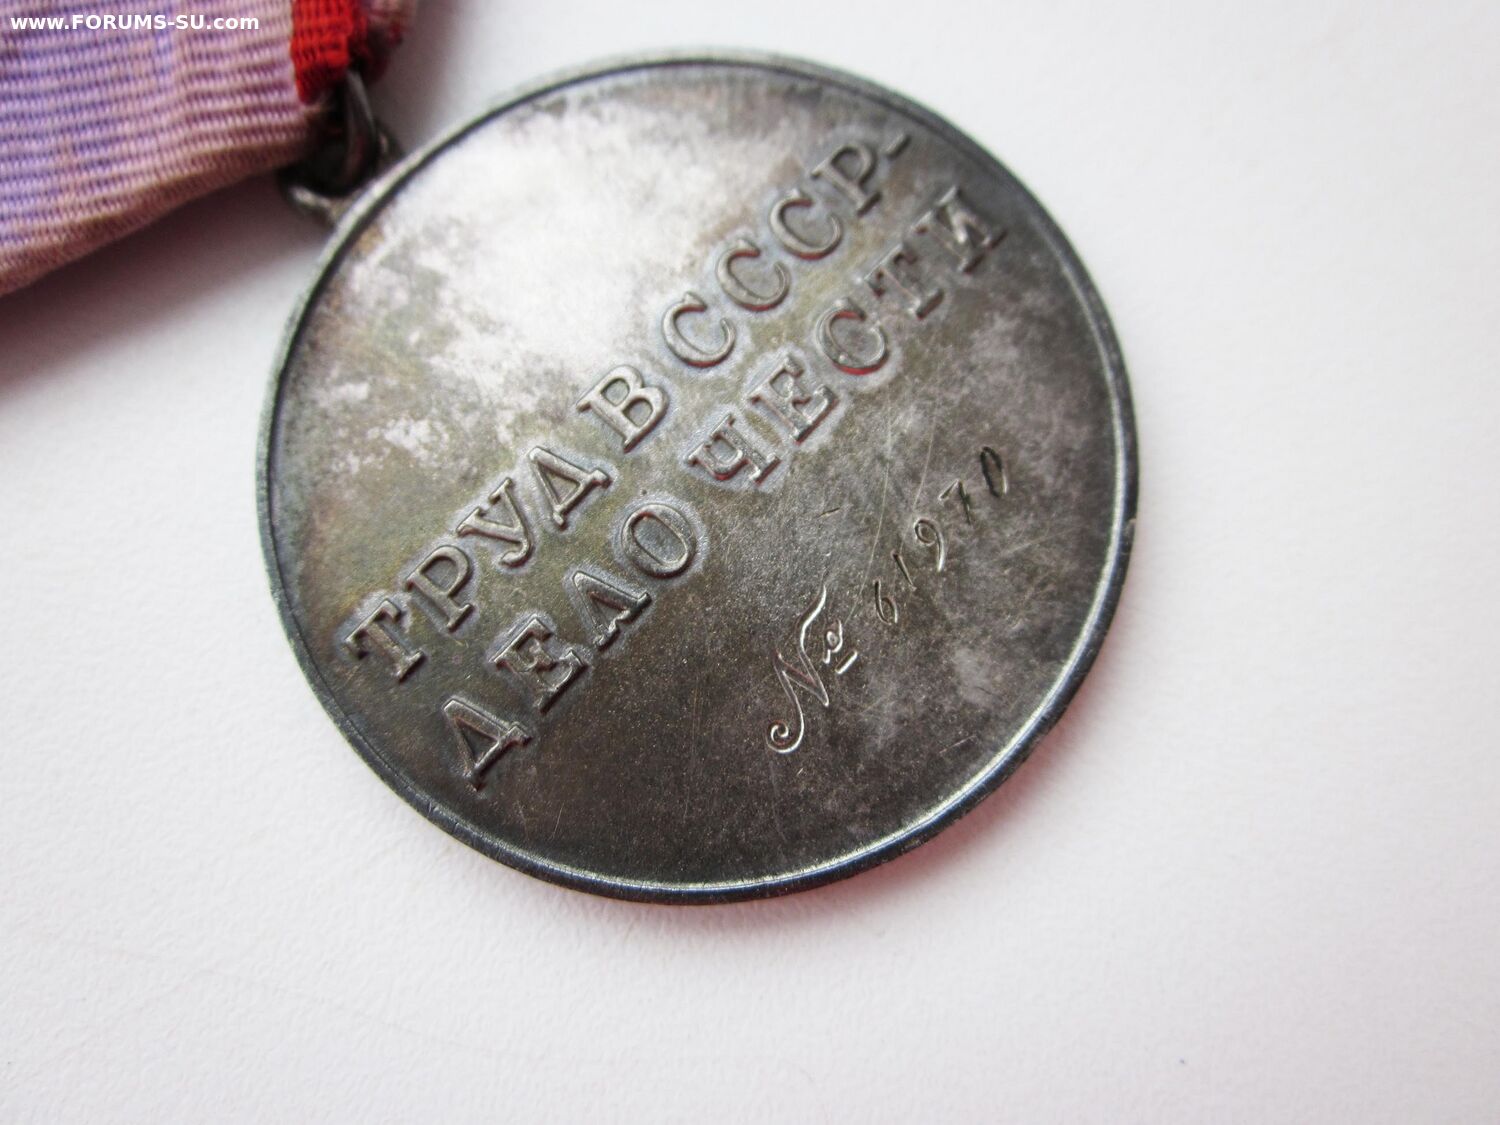 www.FORUMS-SU.com
ТРУД В СССР-
ДЕЛО ЧЕСТИ
№ 61970